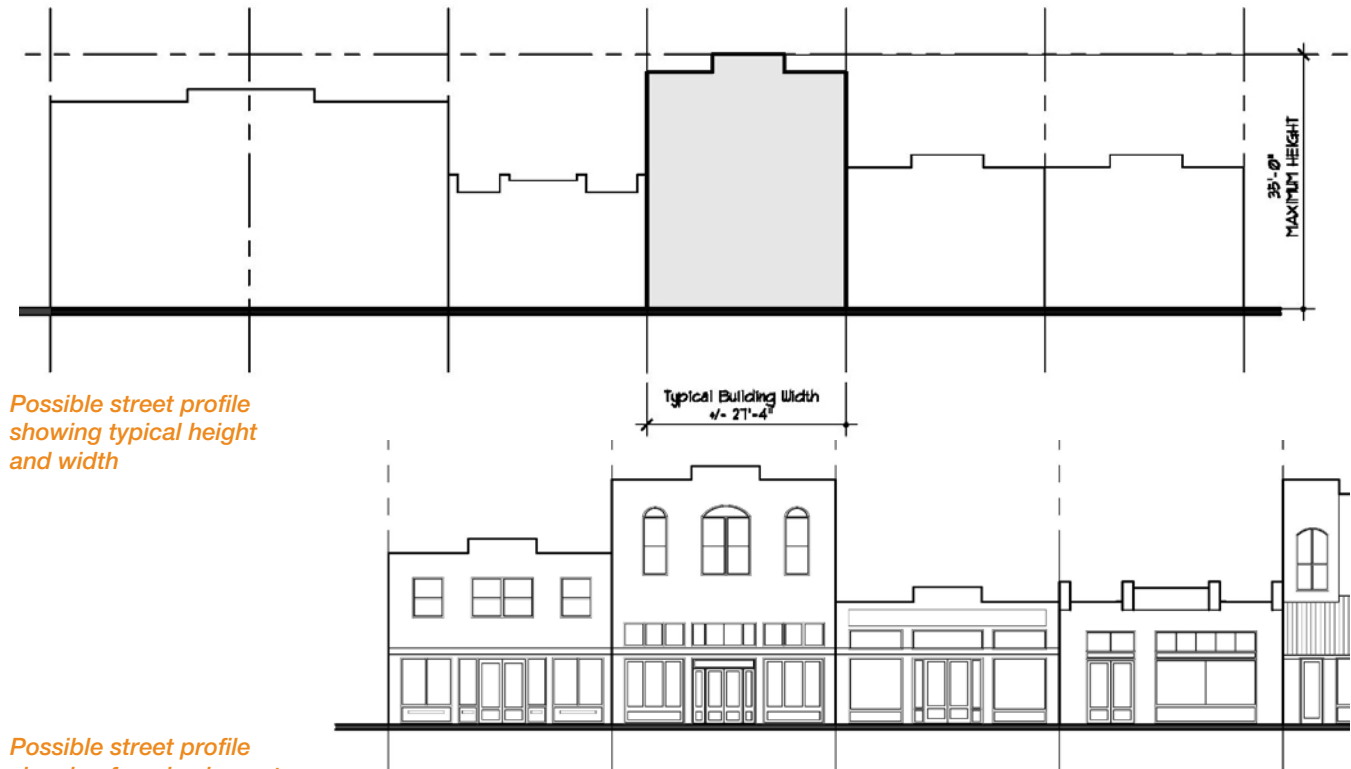 35'-0"
MAXIMUM HEIGHT
Typical Building Width
+/- 27'-4"
Possible street profile
showing typical height
and width
Possible street profile